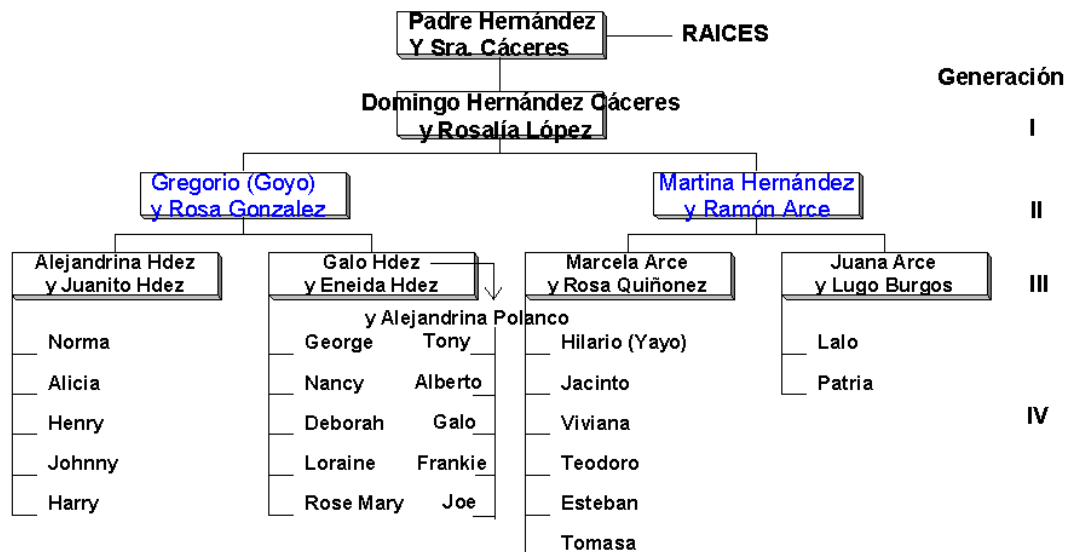 Padre Hernández
Y Sra. Cáceres
RAICES
Generación
Domingo Hernández Cáceres
y Rosalía López
I
Gregorio (Goyo)
y Rosa Gonzalez
Martina Hernández
y Ramón Arce
II
Alejandrina Hdez
y Juanito Hdez
Galo Hdez
y Eneida Hdez
Marcela Arce
y Rosa Quiñonez
Juana Arce
y Lugo Burgos
III
y Alejandrina Polanco
Norma
Alicia
Henry
Johnny
Harry
George
Nancy
Deborah
Loraine
Rose Mary
Tony
Alberto
Galo
Frankie
Joe
Hilario (Yayo)
Jacinto
Viviana
Teodoro
Esteban
Tomasa
Lalo
Patria
IV